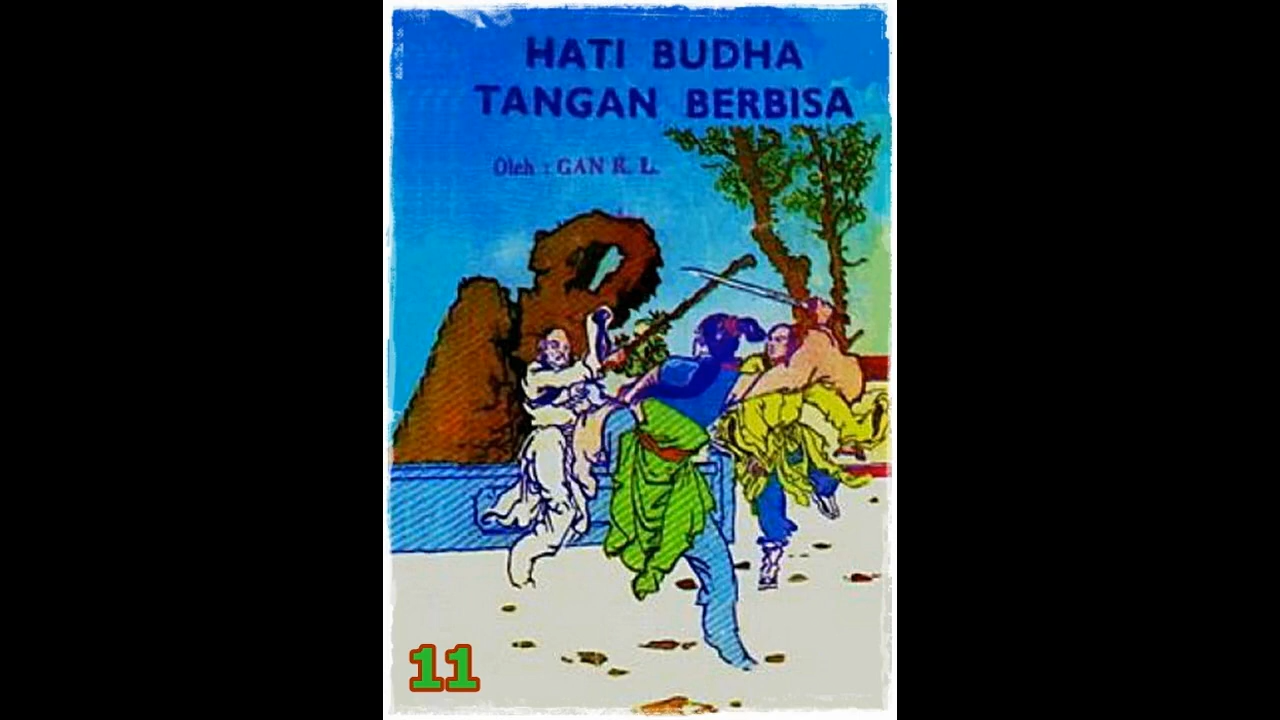 HATI BUDHA
TANGAN BERBISA
Oleh : GAN K. L.
11